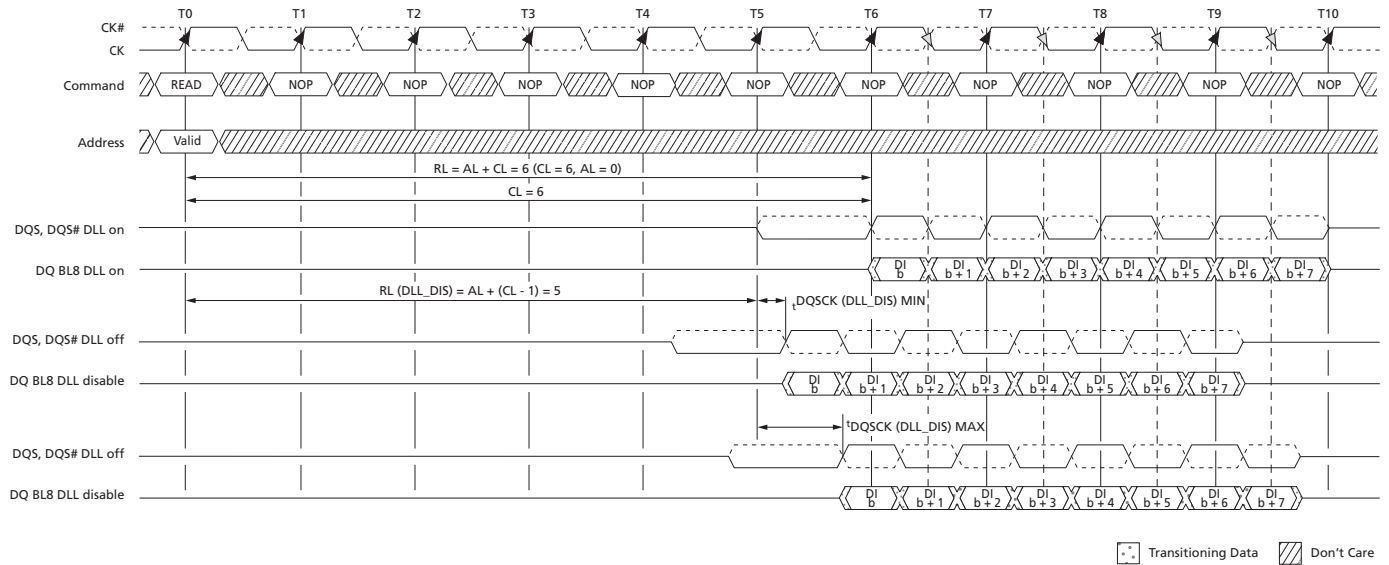 T0 T1 T2 T3 T4 T5 T6 T7 T8 T9 T10
CK#
CK
Command READ NOP NOP NOP NOP NOP NOP NOP NOP NOP NOP
Address Valid
RL = AL + CL = 6 (CL = 6, AL = 0)
CL = 6
DQS, DQS# DLL on
DQ BL8 DLL on DI b DI b + 1 DI b + 2 DI b + 3 DI b + 4 DI b + 5 DI b + 6 DI b + 7
RL (DLL_DIS) = AL + (CL - 1) = 5
tDQSCK (DLL_DIS) MIN
DQS, DQS# DLL off
DQ BL8 DLL disable DI b DI b + 1 DI b + 2 DI b + 3 DI b + 4 DI b + 5 DI b + 6 DI b + 7
tDQSCK (DLL_DIS) MAX
DQS, DQS# DLL off
DQ BL8 DLL disable DI b DI b + 1 DI b + 2 DI b + 3 DI b + 4 DI b + 5 DI b + 6 DI b + 7
Transitioning Data Don't Care